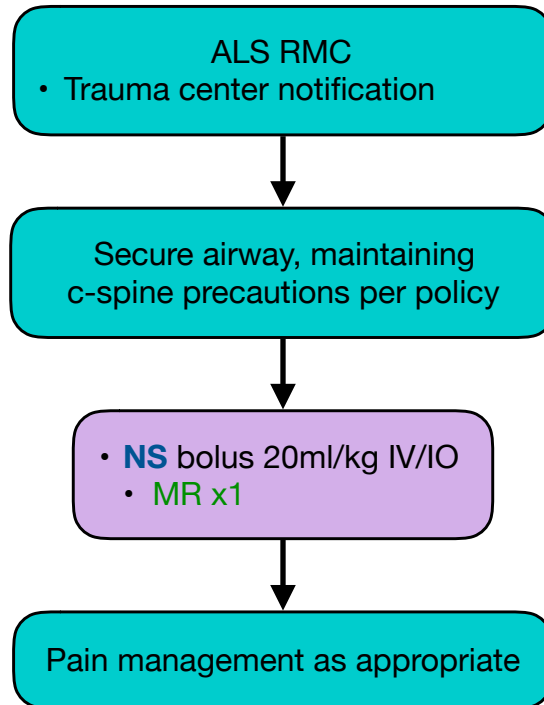 ALS RMC
• Trauma center notification
Secure airway, maintaining
c-spine precautions per policy
• NS bolus 20ml/kg IV/IO
• MR x1
Pain management as appropriate